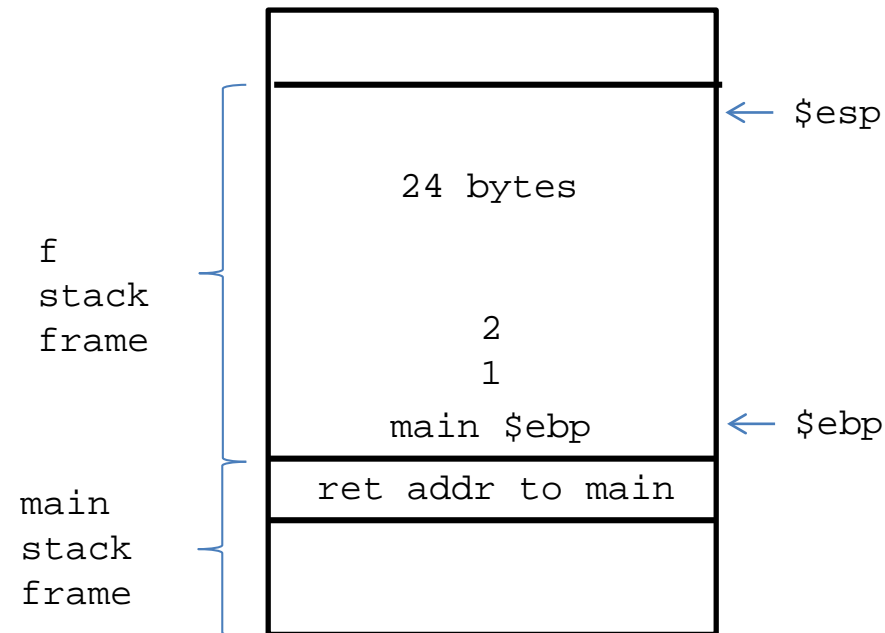 $esp
24 bytes
f
stack
frame
2
1
main $ebp
$ebp
ret addr to main
main
stack
frame